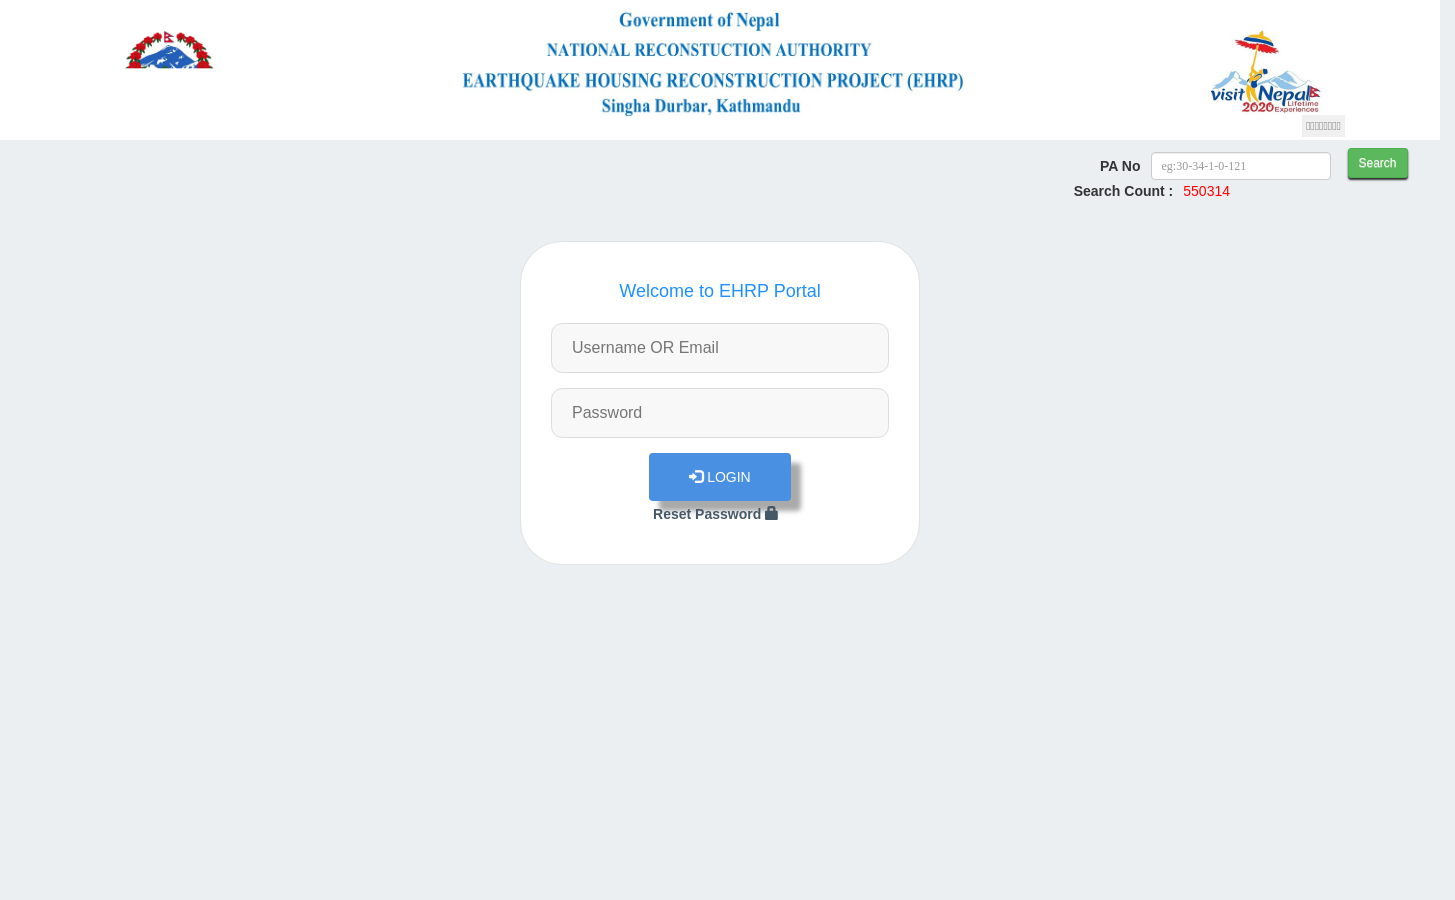 Government of Nepal
NATIONAL RECONSTUCTION AUTHORITY
EARTHQUAKE HOUSING RECONSTRUCTION PROJECT (EHRP)
Singha Durbar, Kathmandu
visit Nepal
2020 Lifetime Experiences
PA No eg:30-34-1-0-121 Search
Search Count : 550314
Welcome to EHRP Portal
Username OR Email
Password
LOGIN
Reset Password